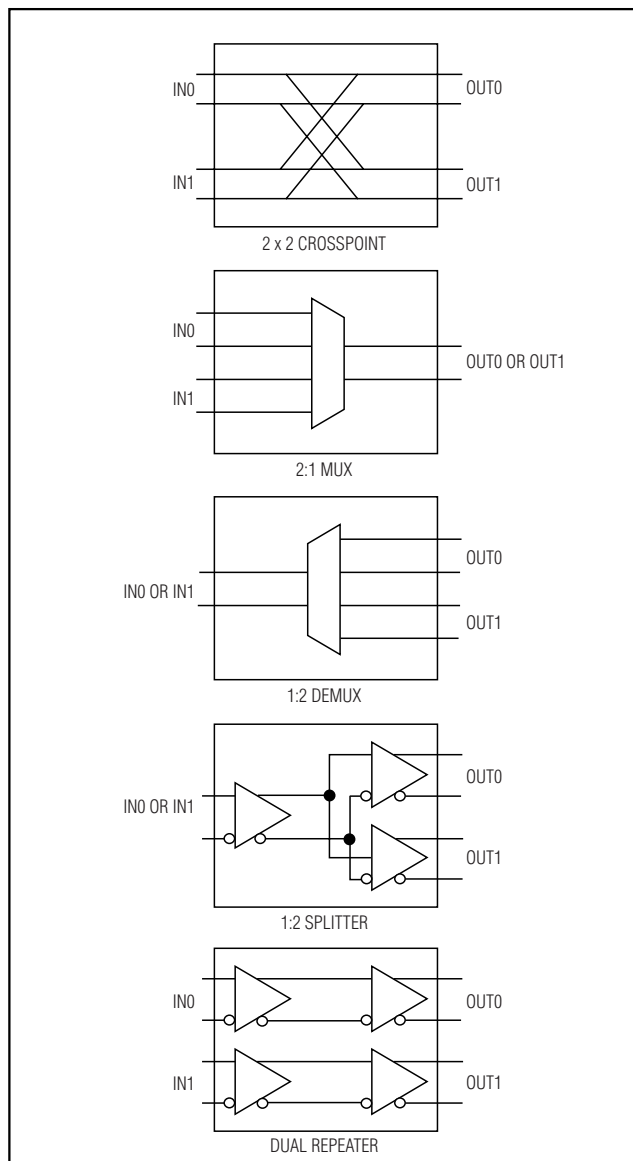 IN0
OUT0
IN1
OUT1
2 x 2 CROSSPOINT
IN0
OUT0 OR OUT1
IN1
2:1 MUX
OUT0
IN0 OR IN1
OUT1
1:2 DEMUX
OUT0
IN0 OR IN1
OUT1
1:2 SPLITTER
IN0
OUT0
IN1
OUT1
DUAL REPEATER